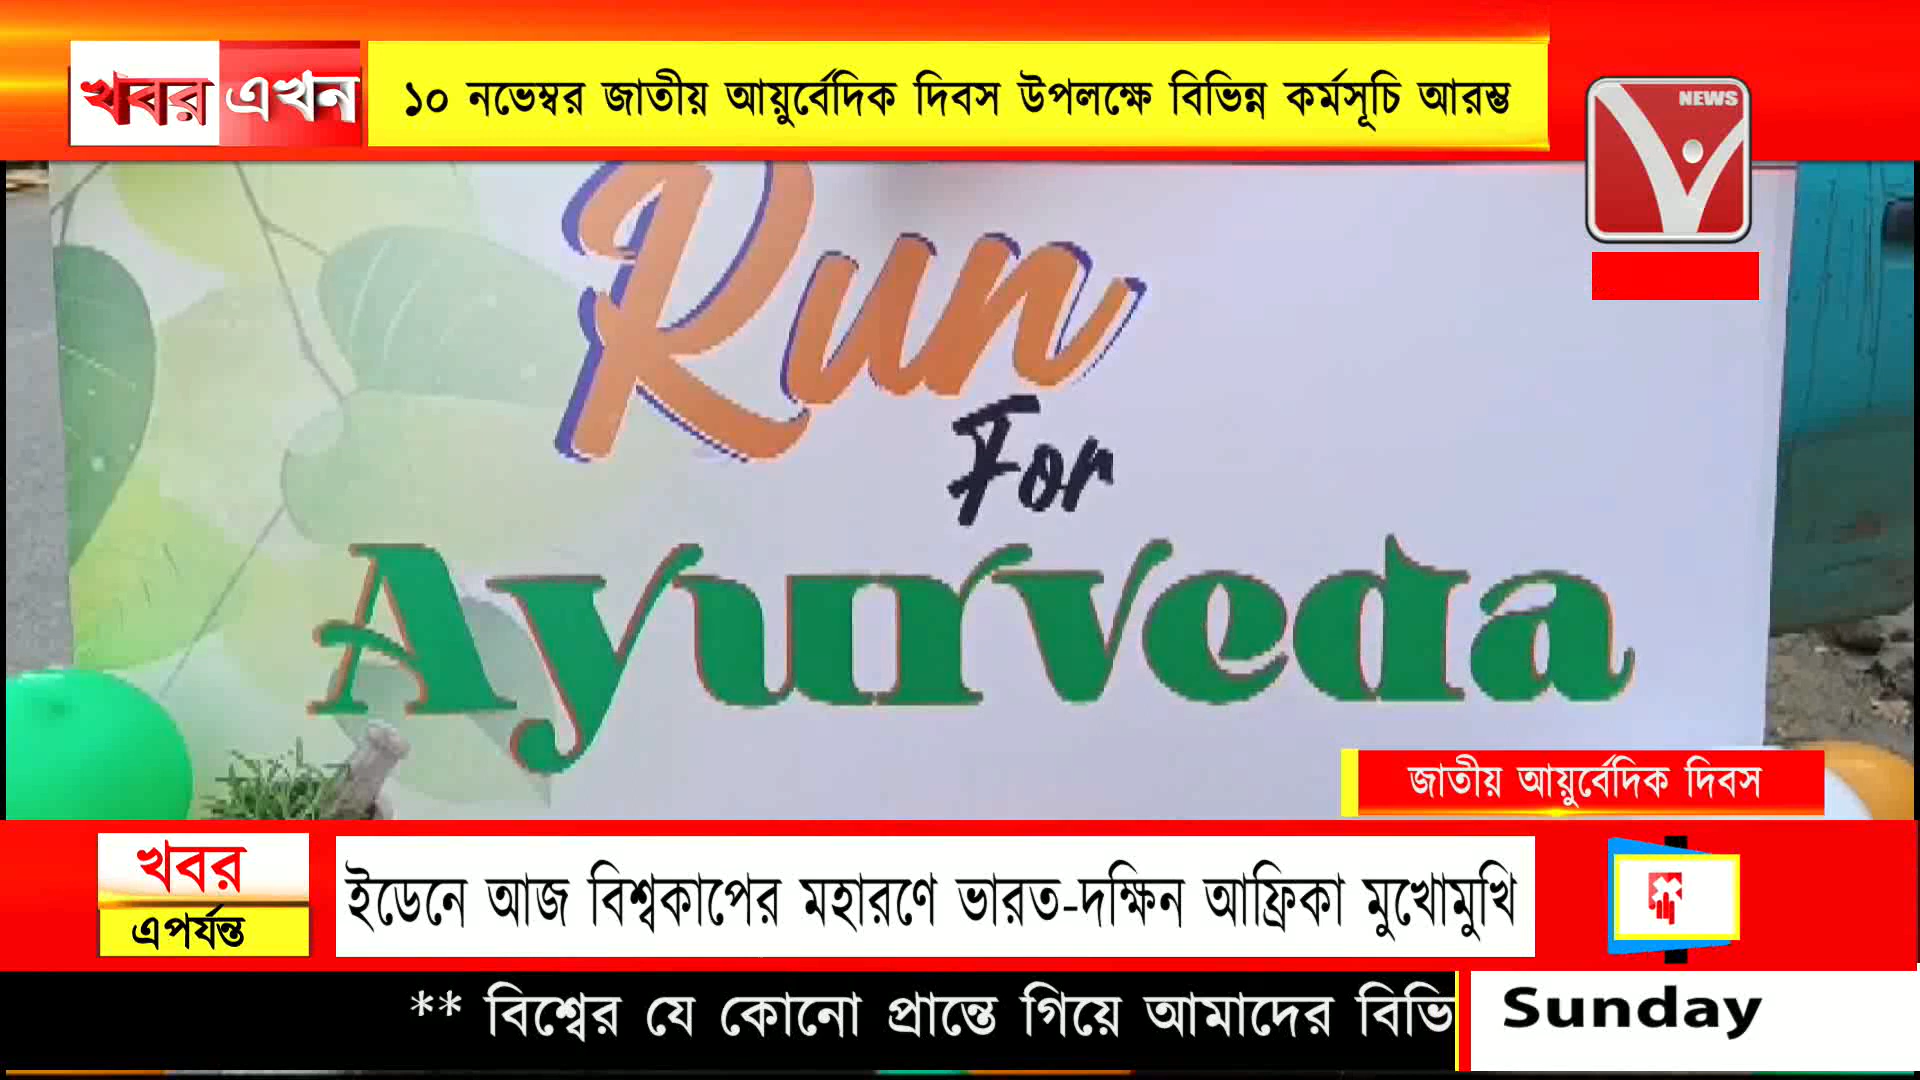 খবর এখন
১০ নভেম্বর জাতীয় আয়ুর্বেদিক দিবস উপলক্ষে বিভিন্ন কর্মসূচি আরম্ভ
NEWS
Run
For
Ayurveda
জাতীয় আয়ুর্বেদিক দিবস
খবর
এপর্যন্ত
ইডেনে আজ বিশ্বকাপের মহারণে ভারত-দক্ষিন আফ্রিকা মুখোমুখি
** বিশ্বের যে কোনো প্রান্তে গিয়ে আমাদের বিভি
Sunday